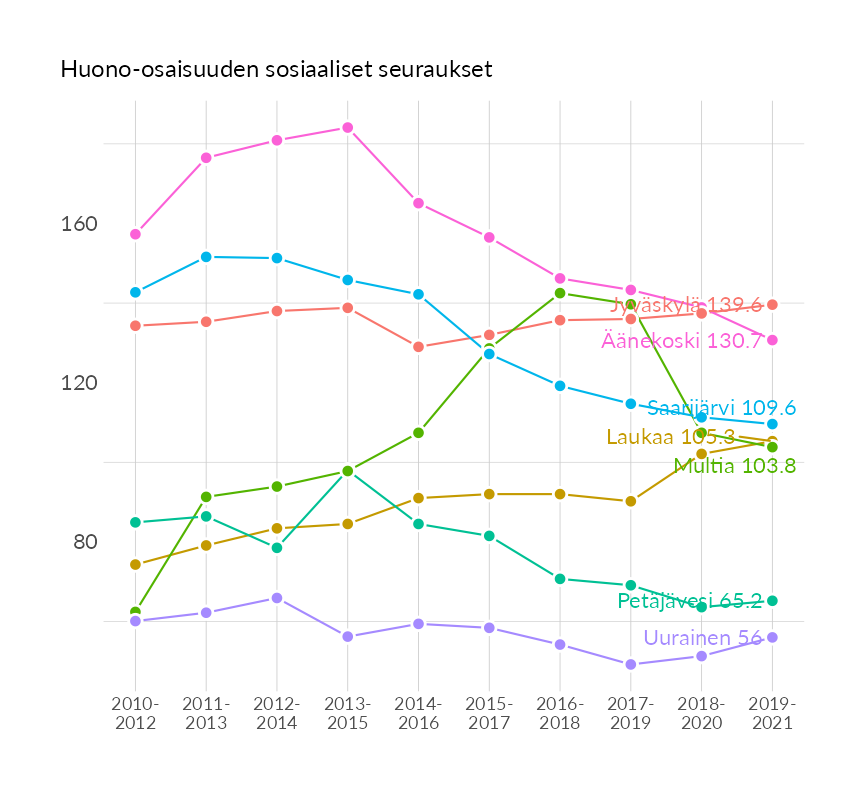 Huono-osaisuuden sosiaaliset seuraukset
160
120
80
Jyväskylä 139.6
Äänekoski 130.7
Saarijärvi 109.6
Laukaa 105.3
Multia 103.8
Petäjävesi 65.2
Uurainen 56
2010- 2011- 2012- 2013- 2014- 2015- 2016- 2017- 2018- 2019-
2012 2013 2014 2015 2016 2017 2018 2019 2020 2021